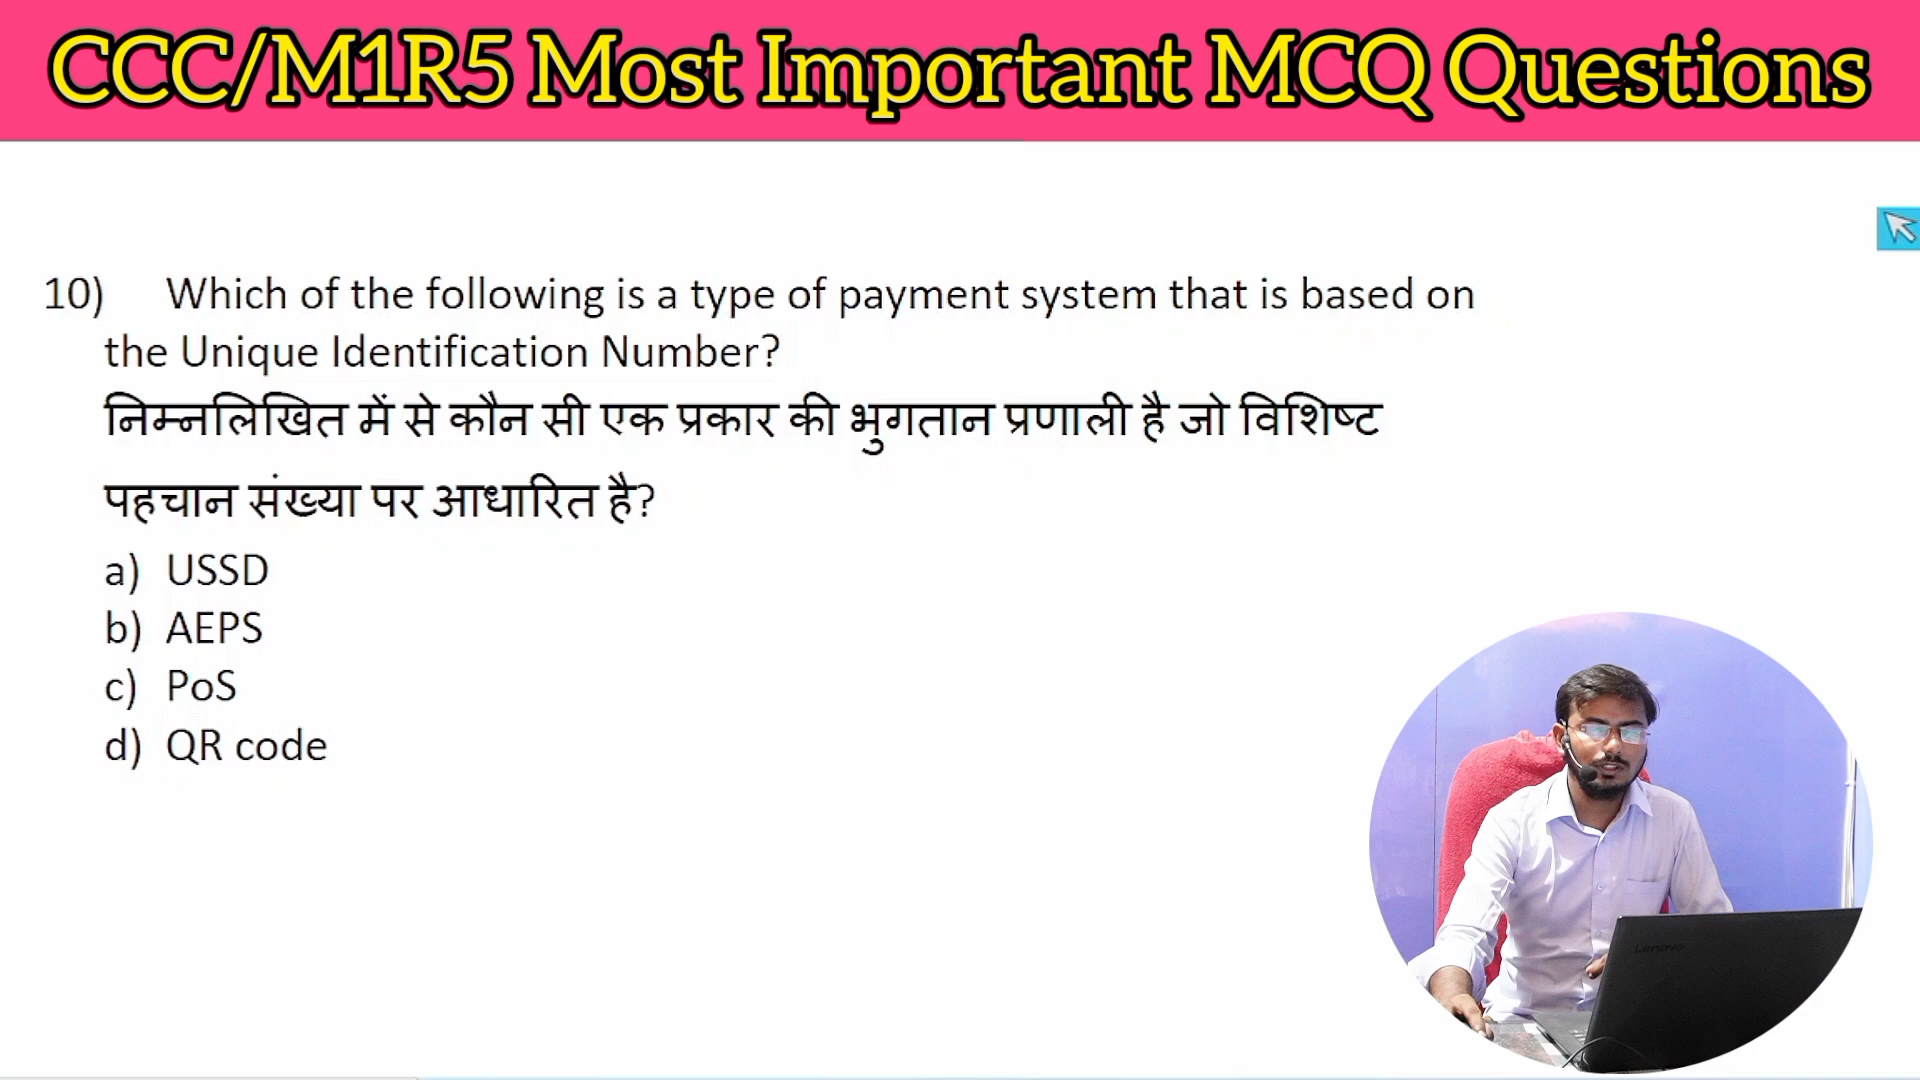 CCC/M1R5 Most Important MCQ Questions
10) Which of the following is a type of payment system that is based on
the Unique Identification Number?
निम्नलिखित में से कौन सी एक प्रकार की भुगतान प्रणाली है जो विशिष्ट
पहचान संख्या पर आधारित है?
a) USSD
b) AEPS
c) PoS
d) QR code
Lenovo